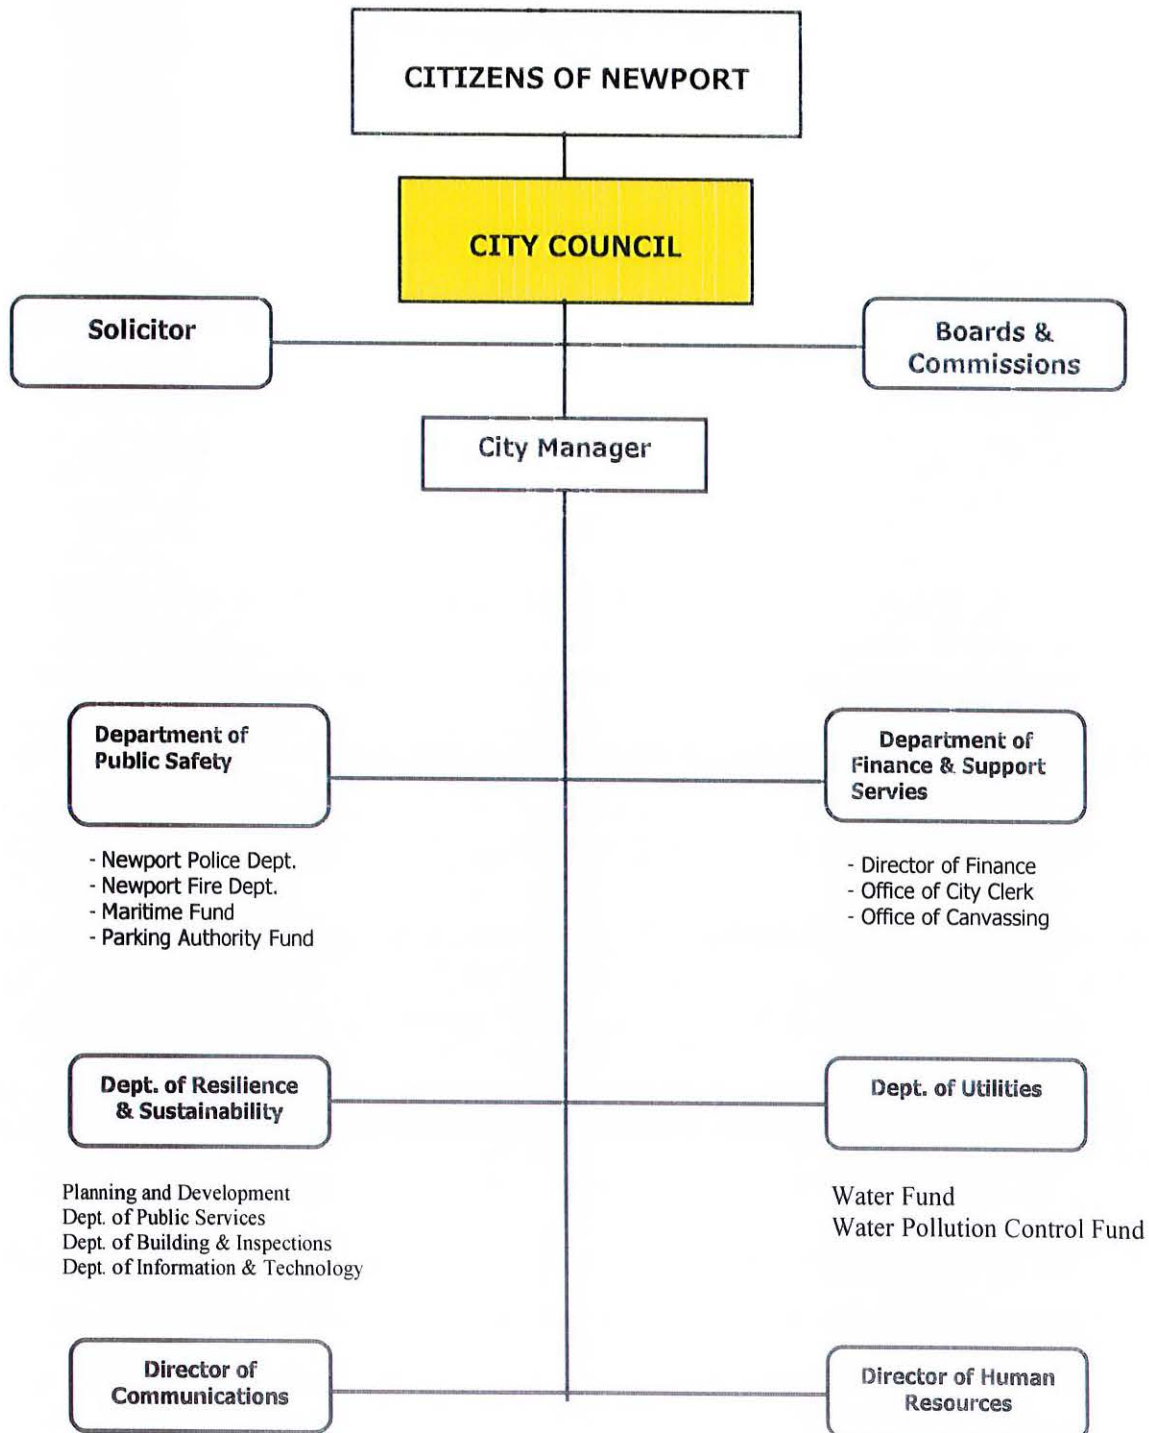 CITIZENS OF NEWPORT
CITY COUNCIL
Solicitor
Boards &
Commissions
City Manager
Department of
Public Safety
- Newport Police Dept.
- Newport Fire Dept.
- Maritime Fund
- Parking Authority Fund
Department of
Finance & Support
Servies
- Director of Finance
- Office of City Clerk
- Office of Canvassing
Dept. of Resilience
& Sustainability
Planning and Development
Dept. of Public Services
Dept. of Building & Inspections
Dept. of Information & Technology
Dept. of Utilities
Water Fund
Water Pollution Control Fund
Director of
Communications
Director of Human
Resources